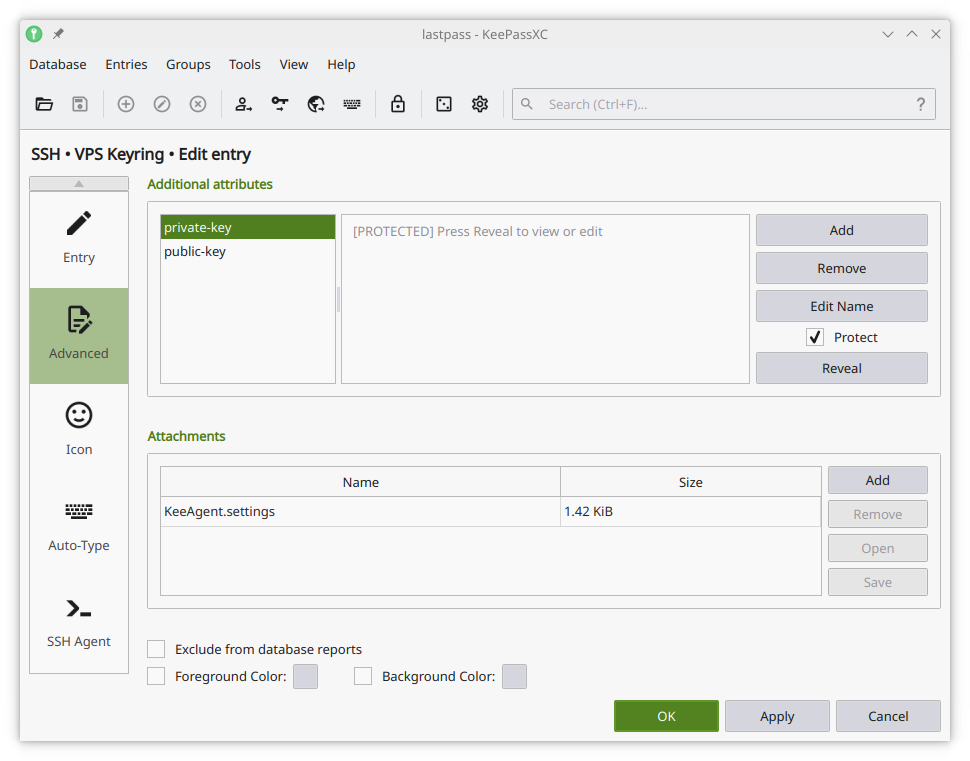 lastpass - KeePassXC
Database Entries Groups Tools View Help
Search (Ctrl+F)... ?
SSH • VPS Keyring • Edit entry
Entry
Advanced
Icon
Auto-Type
SSH Agent
Additional attributes
private-key
public-key
[PROTECTED] Press Reveal to view or edit
Add
Remove
Edit Name
Protect
Reveal
Attachments
Name Size
KeeAgent.settings 1.42 KiB
Add
Remove
Open
Save
Exclude from database reports
Foreground Color: Background Color:
OK Apply Cancel